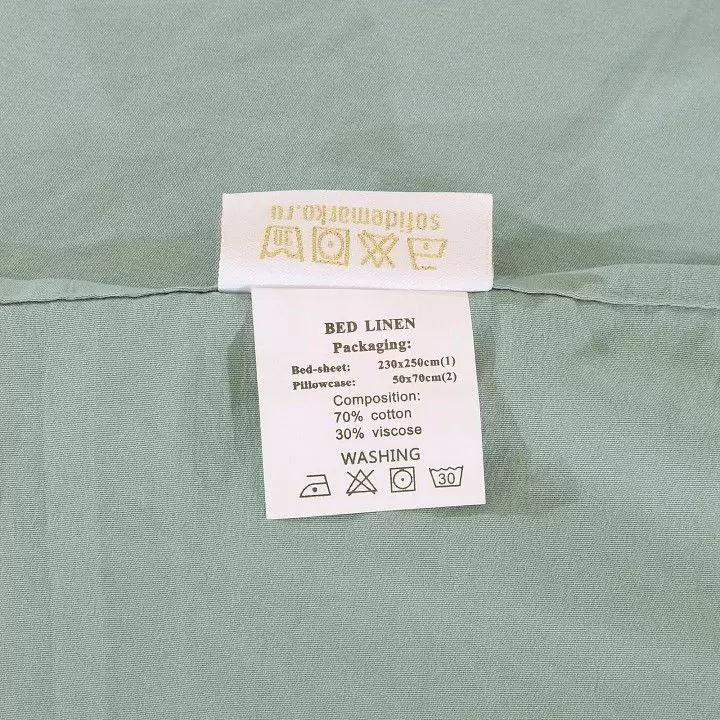 sofidemarko.ru
30
BED LINEN
Packaging:
Bed-sheet: 230x250cm(1)
Pillowcase: 50x70cm(2)
Composition:
70% cotton
30% viscose
WASHING
30